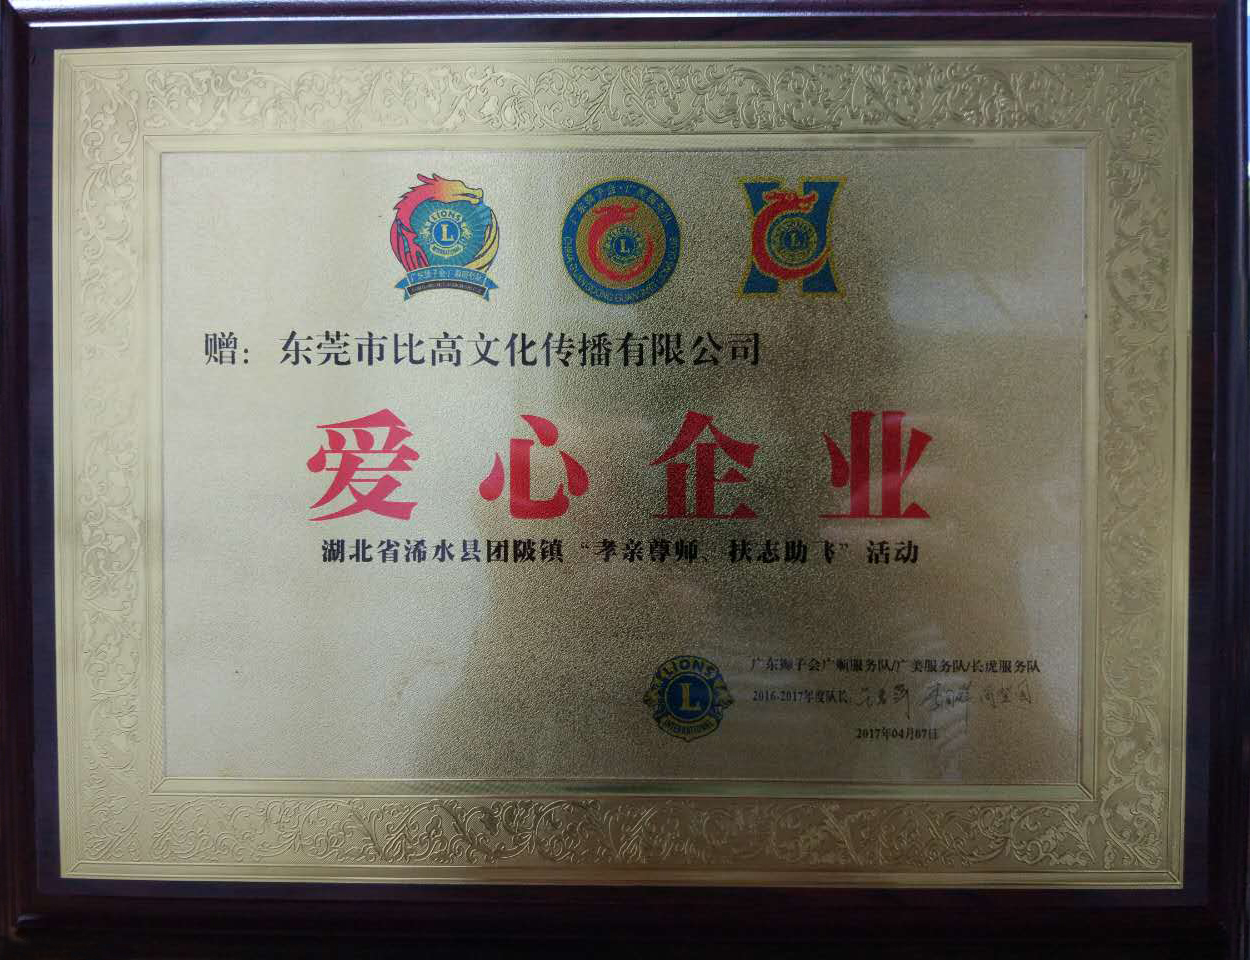 LIONS
L
赠：东莞市比高文化传播有限公司
爱心企业
湖北省浠水县团陂镇“孝亲尊师、扶志助飞”活动
LIONS
L
INTERNATIONAL
广东狮子会广顺服务队/广美服务队/长虎服务队
2016-2017年度队长
2017年04月07日